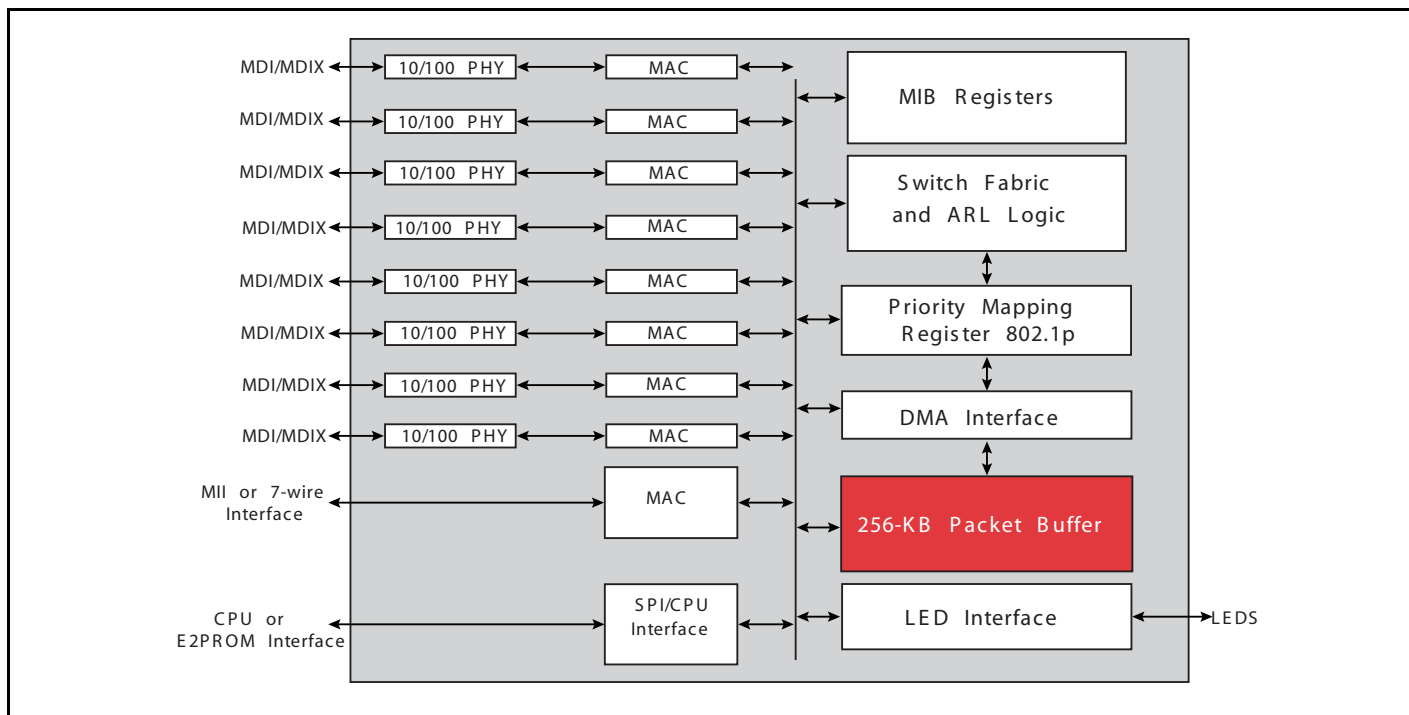 MDI/MDIX 10/100 PHY MAC
MDI/MDIX 10/100 PHY MAC
MDI/MDIX 10/100 PHY MAC
MDI/MDIX 10/100 PHY MAC
MDI/MDIX 10/100 PHY MAC
MDI/MDIX 10/100 PHY MAC
MDI/MDIX 10/100 PHY MAC
MDI/MDIX 10/100 PHY MAC
MII or 7-wire
Interface
MAC
CPU or
E2PROM Interface
SPI/CPU
Interface
MIB Registers
Switch Fabric
and ARL Logic
Priority Mapping
Register 802.1p
DMA Interface
256-KB Packet Buffer
LED Interface
LEDS